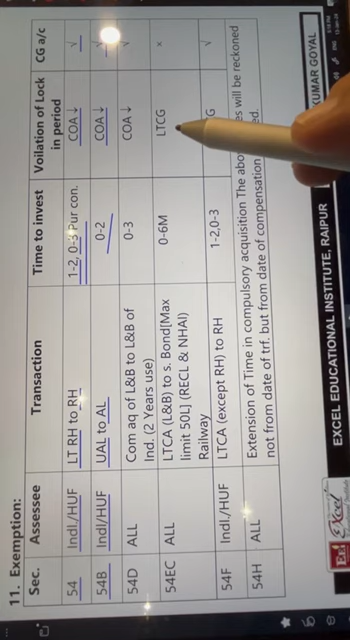 11. Exemption:
Sec. Assessee Transaction Time to invest Voilation of Lock in period CG a/c
54 Indl/HUF LT RH to RH 1-2, 0-3 Pur con. COA ↓ √
54B Indl/HUF UAL to AL 0-2 COA ↓
54D ALL Com aq of L&B to L&B of Ind. (2 Years use) 0-3 COA ↓ √
54EC ALL LTCA (L&B) to s. Bond[Max limit 50L] (RECL & NHAI) Railway 0-6M LTCG ×
54F Indl./HUF LTCA (except RH) to RH 1-2,0-3 G √
54H ALL Extension of Time in compulsory acquisition The es will be reckoned
not from date of trf. but from date of compensation ed.
EEI Excel
EXCEL EDUCATIONAL INSTITUTE, RAIPUR
KUMAR GOYAL